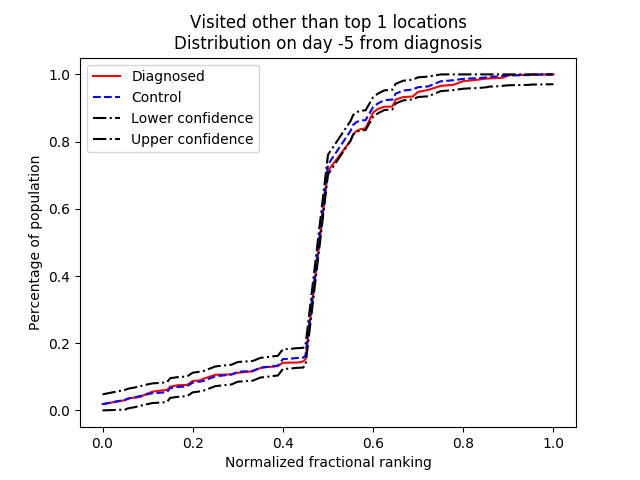 Visited other than top 1 locations
Distribution on day -5 from diagnosis
Diagnosed
Control
Lower confidence
Upper confidence
Percentage of population
1.0
0.8
0.6
0.4
0.2
0.0
0.0 0.2 0.4 0.6 0.8 1.0
Normalized fractional ranking